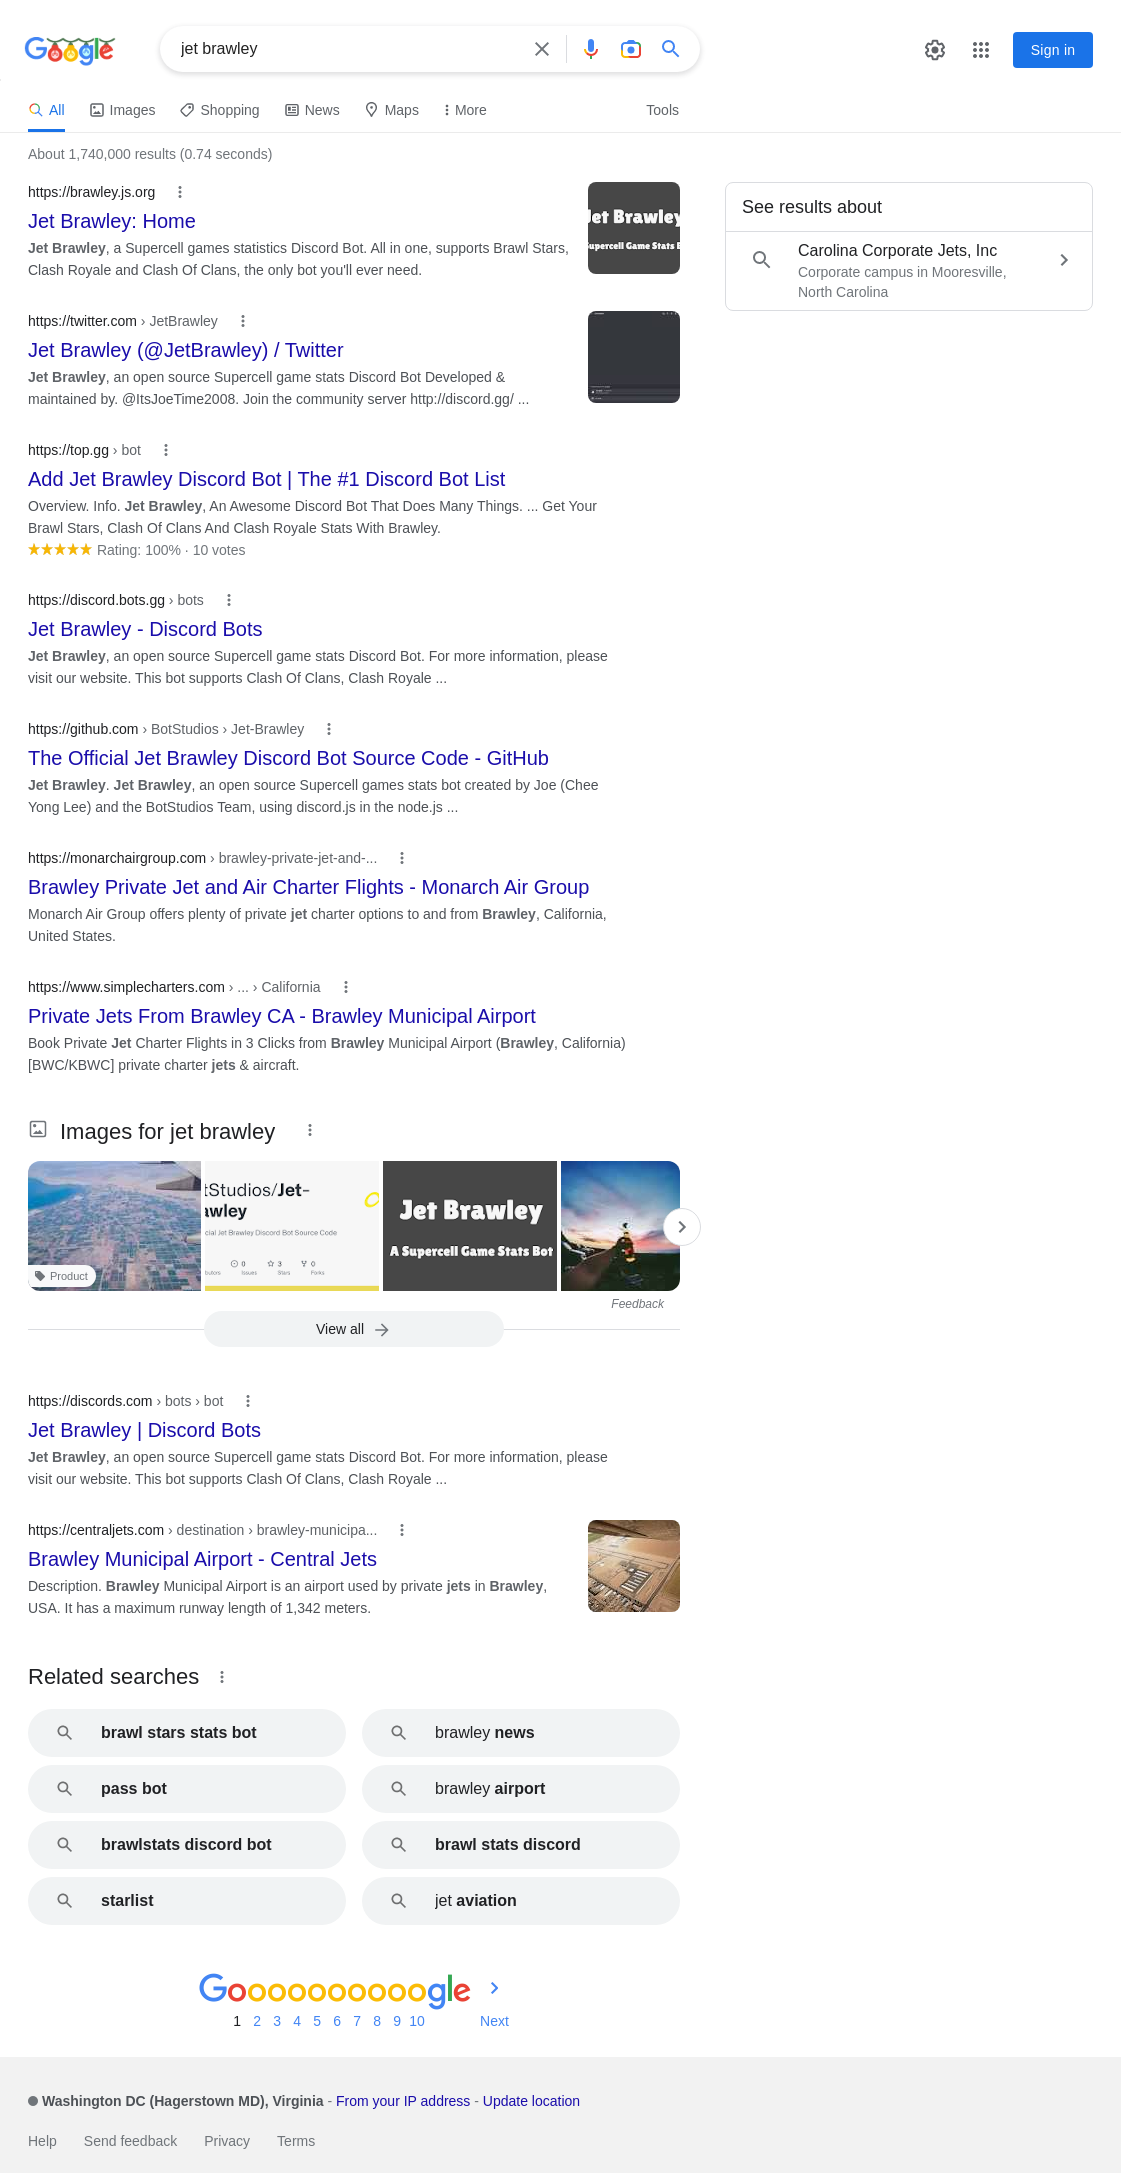 Google
jet brawley
Sign in
All
Images
Shopping
News
Maps
More
Tools
About 1,740,000 results (0.74 seconds)
https://brawley.js.org
Jet Brawley: Home
Jet Brawley, a Supercell games statistics Discord Bot. All in one, supports Brawl Stars,
Clash Royale and Clash Of Clans, the only bot you'll ever need.
Jet Brawley
Supercell Game Stats B
See results about
Carolina Corporate Jets, Inc
Corporate campus in Mooresville,
North Carolina
https://twitter.com › JetBrawley
Jet Brawley (@JetBrawley) / Twitter
Jet Brawley, an open source Supercell game stats Discord Bot Developed &
maintained by. @ItsJoeTime2008. Join the community server http://discord.gg/ ...
https://top.gg › bot
Add Jet Brawley Discord Bot | The #1 Discord Bot List
Overview. Info. Jet Brawley, An Awesome Discord Bot That Does Many Things. ... Get Your
Brawl Stars, Clash Of Clans And Clash Royale Stats With Brawley.
Rating: 100% · 10 votes
https://discord.bots.gg › bots
Jet Brawley - Discord Bots
Jet Brawley, an open source Supercell game stats Discord Bot. For more information, please
visit our website. This bot supports Clash Of Clans, Clash Royale ...
https://github.com › BotStudios › Jet-Brawley
The Official Jet Brawley Discord Bot Source Code - GitHub
Jet Brawley. Jet Brawley, an open source Supercell games stats bot created by Joe (Chee
Yong Lee) and the BotStudios Team, using discord.js in the node.js ...
https://monarchairgroup.com › brawley-private-jet-and-...
Brawley Private Jet and Air Charter Flights - Monarch Air Group
Monarch Air Group offers plenty of private jet charter options to and from Brawley, California,
United States.
https://www.simplecharters.com › ... › California
Private Jets From Brawley CA - Brawley Municipal Airport
Book Private Jet Charter Flights in 3 Clicks from Brawley Municipal Airport (Brawley, California)
[BWC/KBWC] private charter jets & aircraft.
Images for jet brawley
Product
tStudios/Jet-
awley
cial Jet Brawley Discord Bot Source Code
0 3 0
butors Issues Stars Forks
Jet Brawley
A Supercell Game Stats Bot
Feedback
View all
https://discords.com › bots › bot
Jet Brawley | Discord Bots
Jet Brawley, an open source Supercell game stats Discord Bot. For more information, please
visit our website. This bot supports Clash Of Clans, Clash Royale ...
https://centraljets.com › destination › brawley-municipa...
Brawley Municipal Airport - Central Jets
Description. Brawley Municipal Airport is an airport used by private jets in Brawley,
USA. It has a maximum runway length of 1,342 meters.
Related searches
brawl stars stats bot
brawley news
pass bot
brawley airport
brawlstats discord bot
brawl stats discord
starlist
jet aviation
Goooooooooogle
1 2 3 4 5 6 7 8 9 10 Next
Washington DC (Hagerstown MD), Virginia - From your IP address - Update location
Help Send feedback Privacy Terms